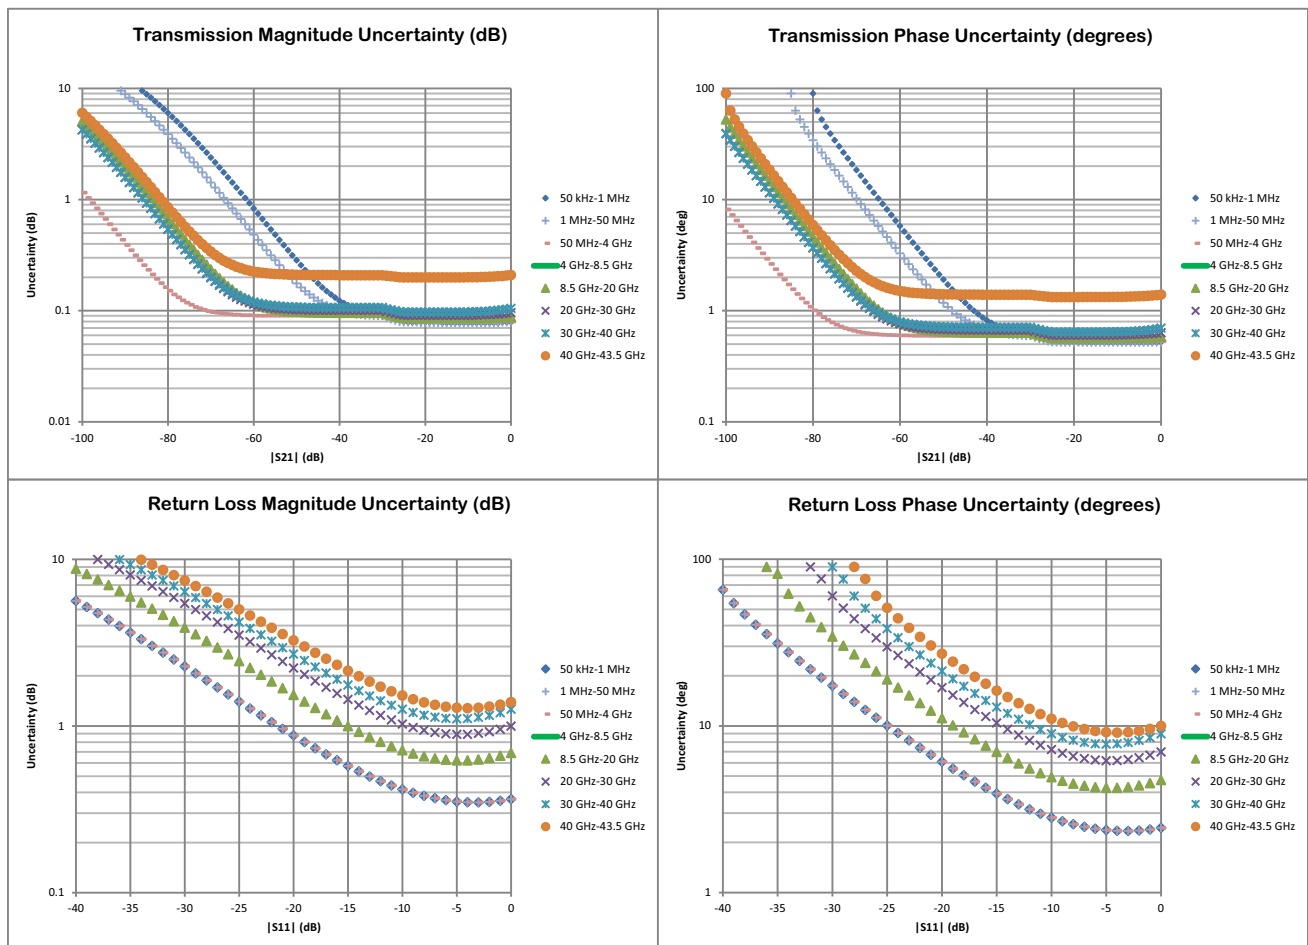 Transmission Magnitude Uncertainty (dB)
Uncertainty (dB)
10
1
0.1
0.01
-100 -80 -60 -40 -20 0
|S21| (dB)
50 kHz-1 MHz
1 MHz-50 MHz
50 MHz-4 GHz
4 GHz-8.5 GHz
8.5 GHz-20 GHz
20 GHz-30 GHz
30 GHz-40 GHz
40 GHz-43.5 GHz
Transmission Phase Uncertainty (degrees)
Uncertainty (deg)
100
10
1
0.1
-100 -80 -60 -40 -20 0
|S21| (dB)
50 kHz-1 MHz
1 MHz-50 MHz
50 MHz-4 GHz
4 GHz-8.5 GHz
8.5 GHz-20 GHz
20 GHz-30 GHz
30 GHz-40 GHz
40 GHz-43.5 GHz
Return Loss Magnitude Uncertainty (dB)
Uncertainty (dB)
10
1
0.1
-40 -35 -30 -25 -20 -15 -10 -5 0
|S11| (dB)
50 kHz-1 MHz
1 MHz-50 MHz
50 MHz-4 GHz
4 GHz-8.5 GHz
8.5 GHz-20 GHz
20 GHz-30 GHz
30 GHz-40 GHz
40 GHz-43.5 GHz
Return Loss Phase Uncertainty (degrees)
Uncertainty (deg)
100
10
1
-40 -35 -30 -25 -20 -15 -10 -5 0
|S11| (dB)
50 kHz-1 MHz
1 MHz-50 MHz
50 MHz-4 GHz
4 GHz-8.5 GHz
8.5 GHz-20 GHz
20 GHz-30 GHz
30 GHz-40 GHz
40 GHz-43.5 GHz